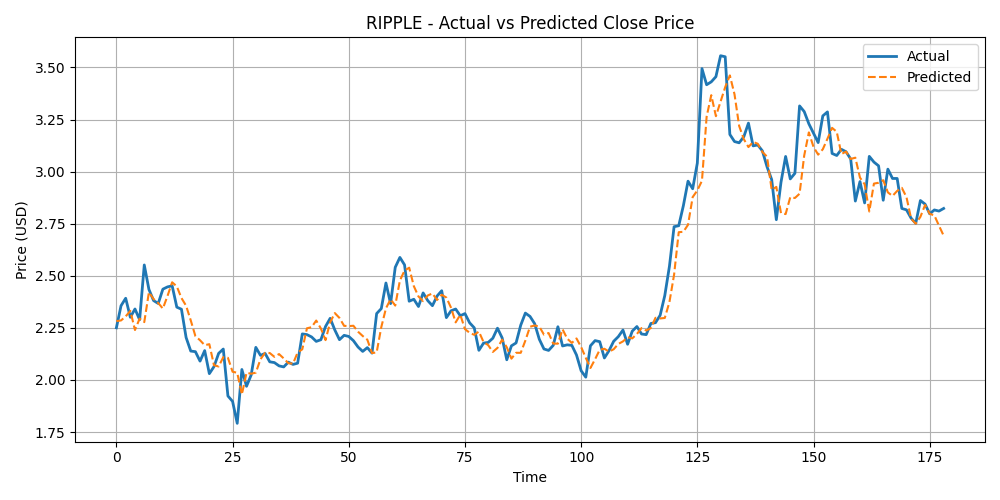 RIPPLE - Actual vs Predicted Close Price
Actual
Predicted
Price (USD)
3.50
3.25
3.00
2.75
2.50
2.25
2.00
1.75
0 25 50 75 100 125 150 175
Time